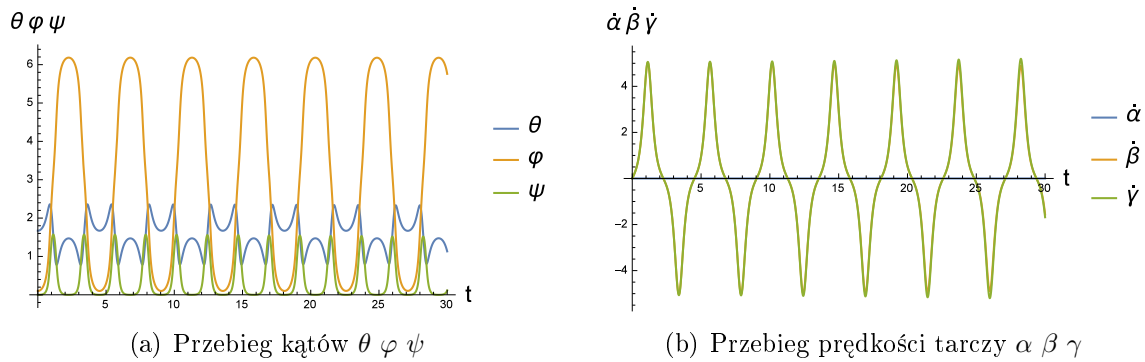 θ φ ψ
6
5
4
3
2
1
5 10 15 20 25 30
t
θ
φ
ψ
(a) Przebieg kątów θ φ ψ
α̇ β̇ γ̇
4
2
-2
-4
5 10 15 20 25 30
t
α̇
β̇
γ̇
(b) Przebieg prędkości tarczy α β γ